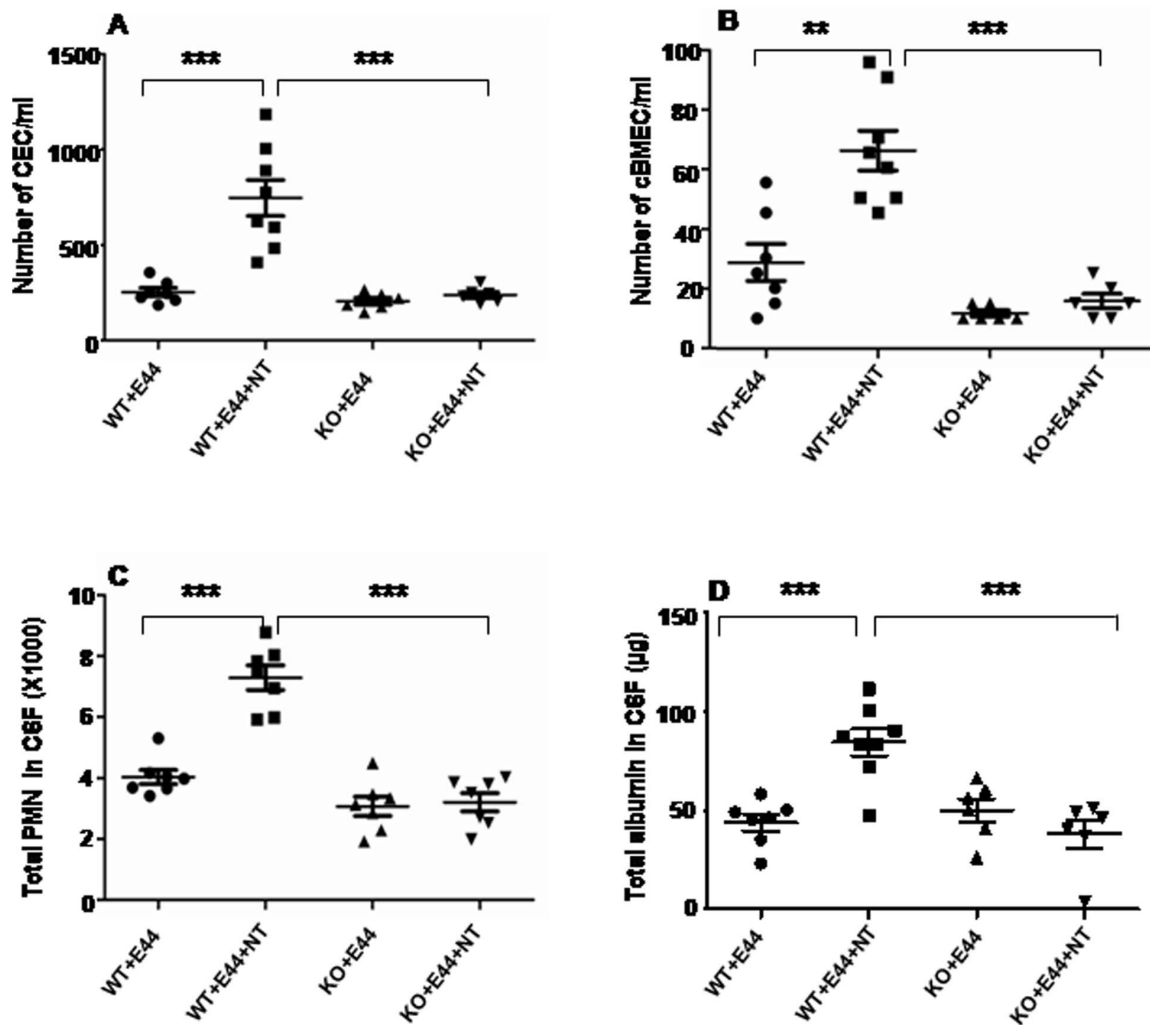 A
Number of CEC/ml
1500
1000
500
0
***
***
WT+E44
WT+E44+NT
KO+E44
KO+E44+NT
B
Number of cBMEC/ml
100
80
60
40
20
0
**
***
WT+E44
WT+E44+NT
KO+E44
KO+E44+NT
C
Total PMN in CSF (X1000)
10
8
6
4
2
0
***
***
WT+E44
WT+E44+NT
KO+E44
KO+E44+NT
D
Total albumin in CSF (µg)
150
100
50
0
***
***
WT+E44
WT+E44+NT
KO+E44
KO+E44+NT